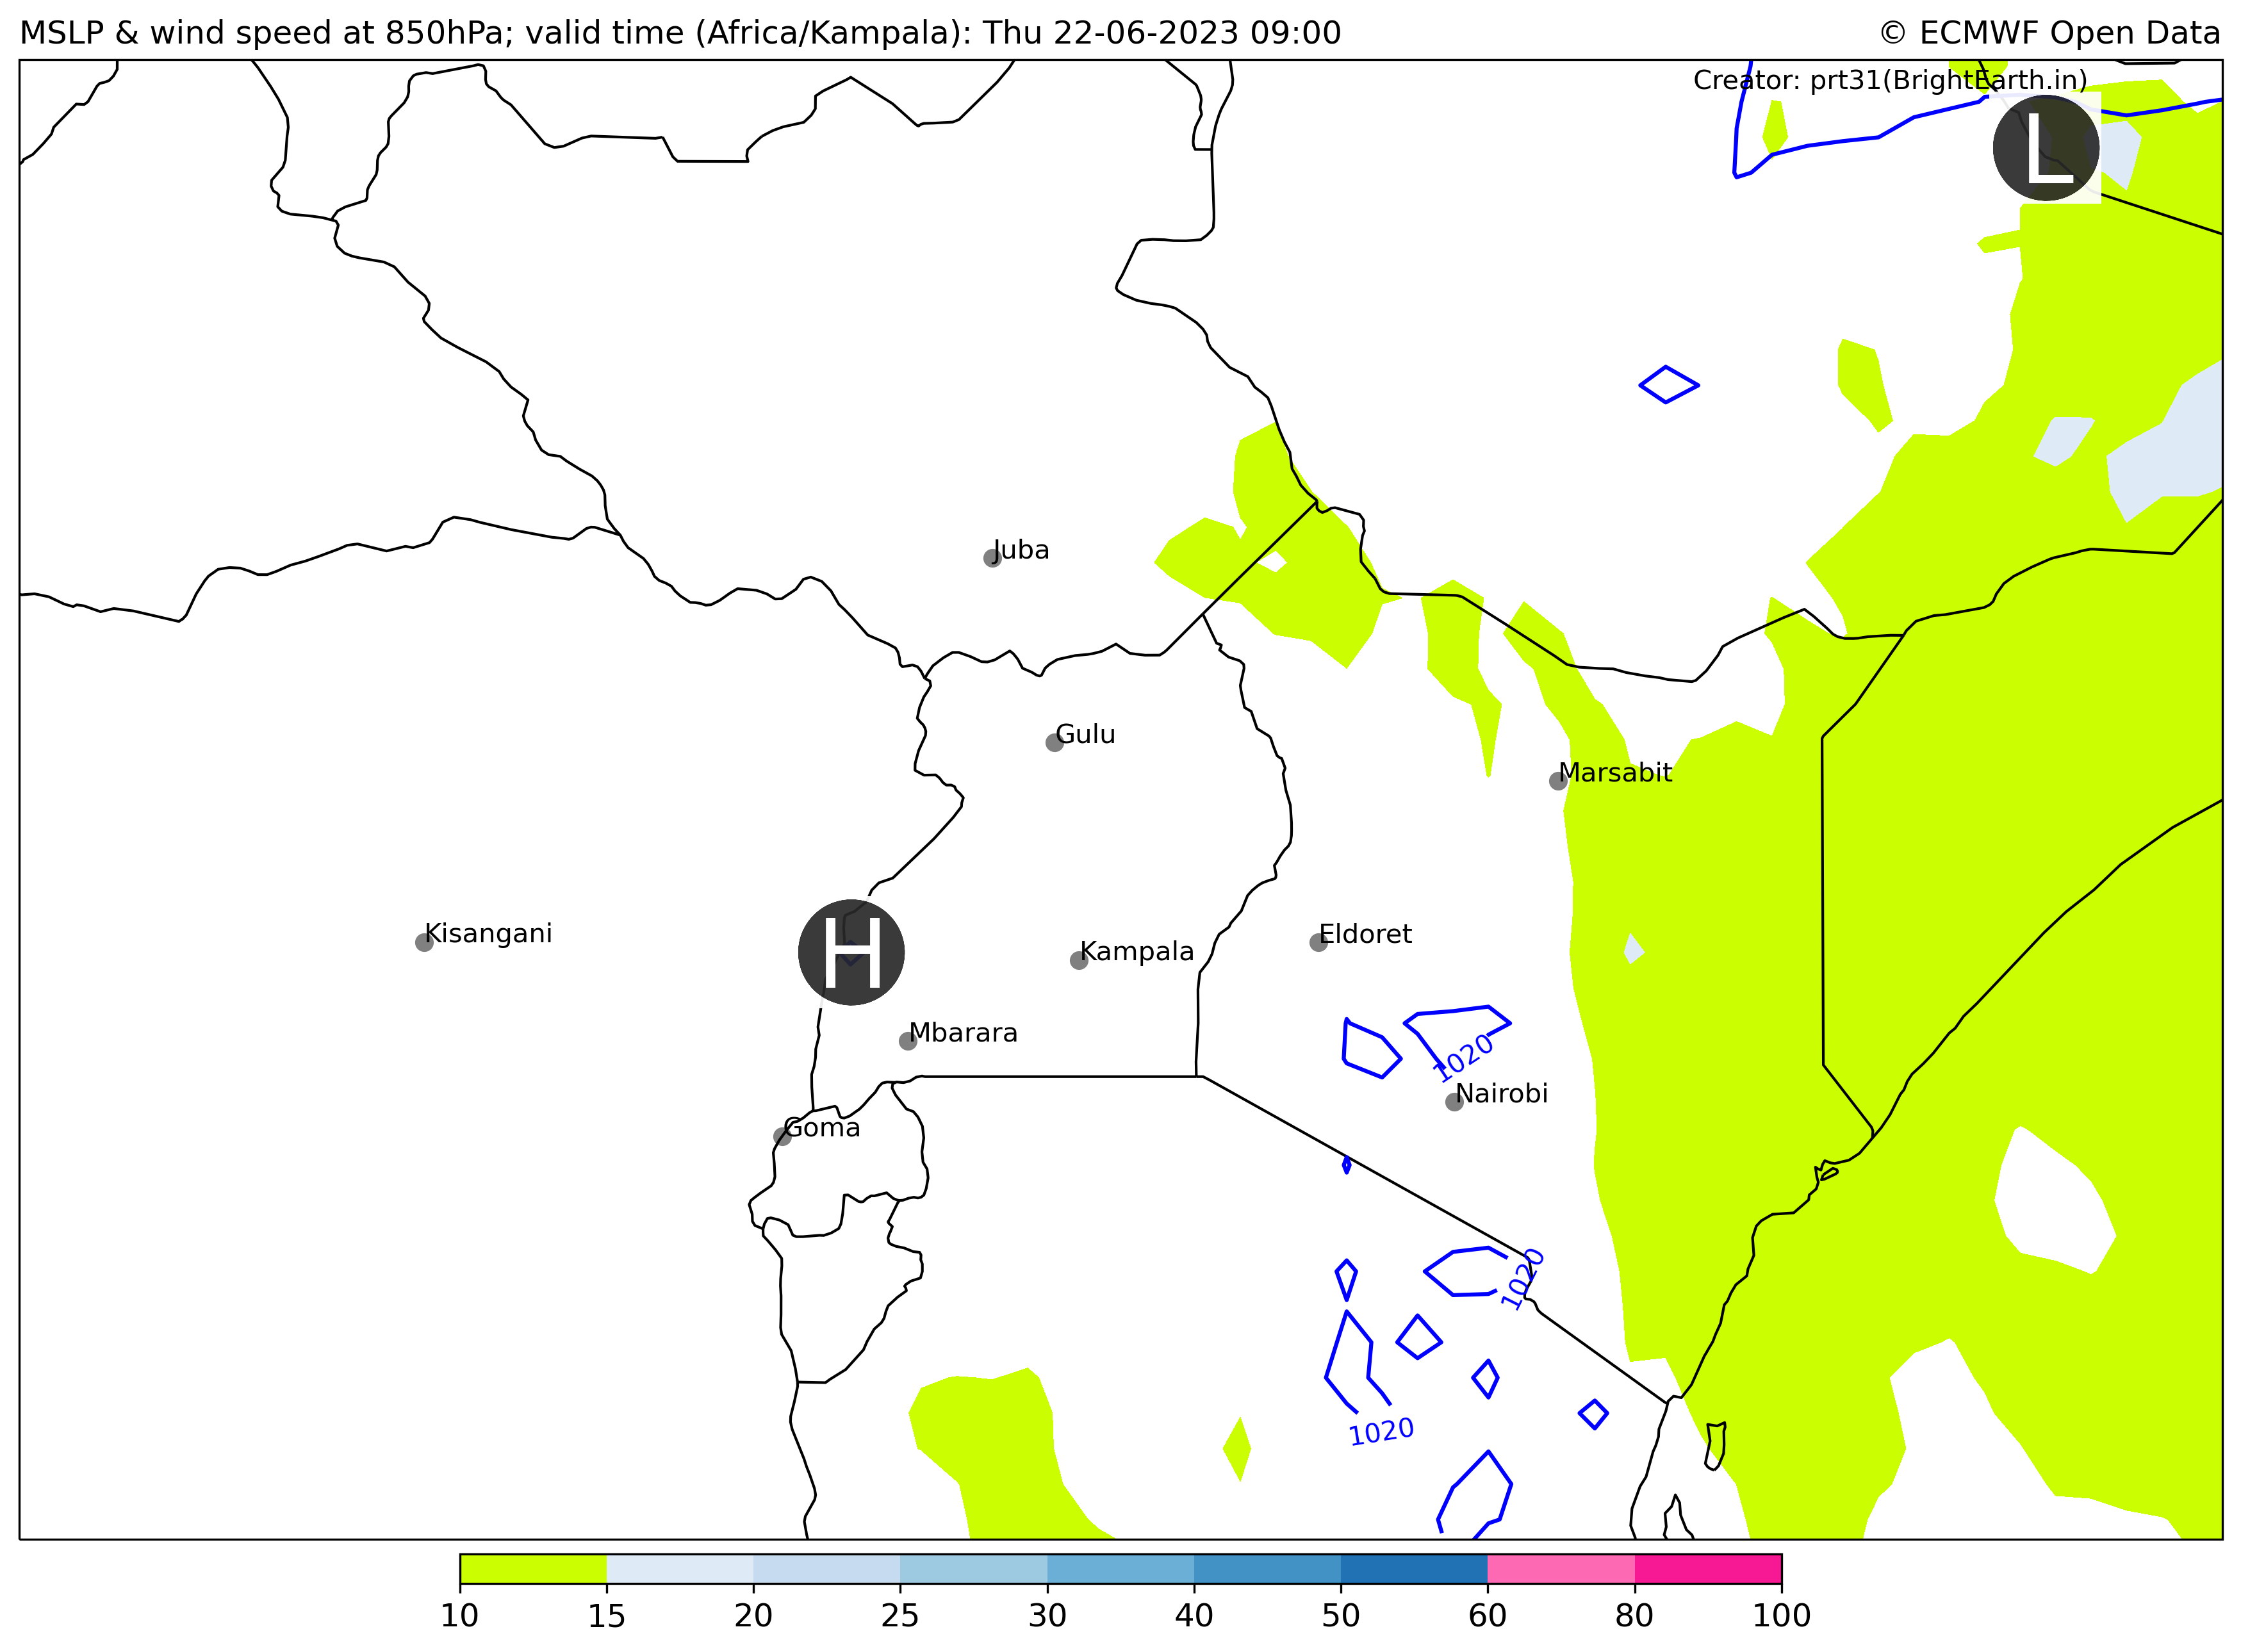 MSLP & wind speed at 850hPa; valid time (Africa/Kampala): Thu 22-06-2023 09:00
© ECMWF Open Data
Creator: prt31(BrightEarth.in)
L
Juba
Gulu
Marsabit
Kisangani
H
Kampala
Eldoret
Mbarara
1020
Nairobi
Goma
1020
1020
10 15 20 25 30 40 50 60 80 100